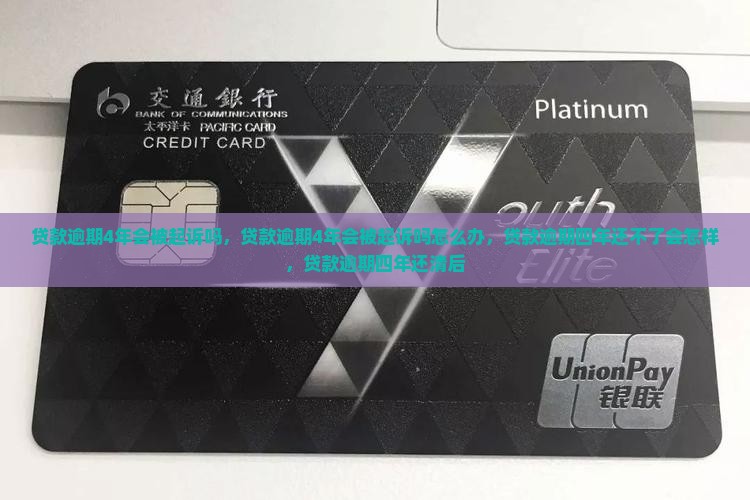 交通銀行
BANK OF COMMUNICATIONS
太平洋卡 PACIFIC CARD
CREDIT CARD
Platinum
贷款逾期4年会被起诉吗，贷款逾期4年会被起诉吗怎么办，贷款逾期四年还不了会怎样
，贷款逾期四年还清后
Youth
Elite
UnionPay
银联